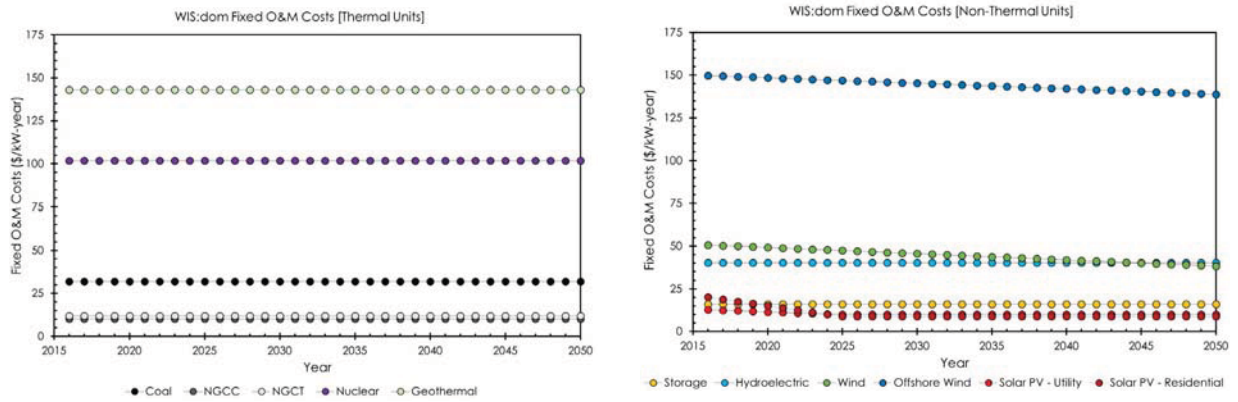 WIS:dom Fixed O&M Costs [Thermal Units]
Fixed O&M Costs ($/kW-year)
175
150
125
100
75
50
25
0
2015 2020 2025 2030 2035 2040 2045 2050
Year
Coal NGCC NGCT Nuclear Geothermal
WIS:dom Fixed O&M Costs [Non-Thermal Units]
Fixed O&M Costs ($/kW-year)
175
150
125
100
75
50
25
0
2015 2020 2025 2030 2035 2040 2045 2050
Year
Storage Hydroelectric Wind Offshore Wind Solar PV - Utility Solar PV - Residential